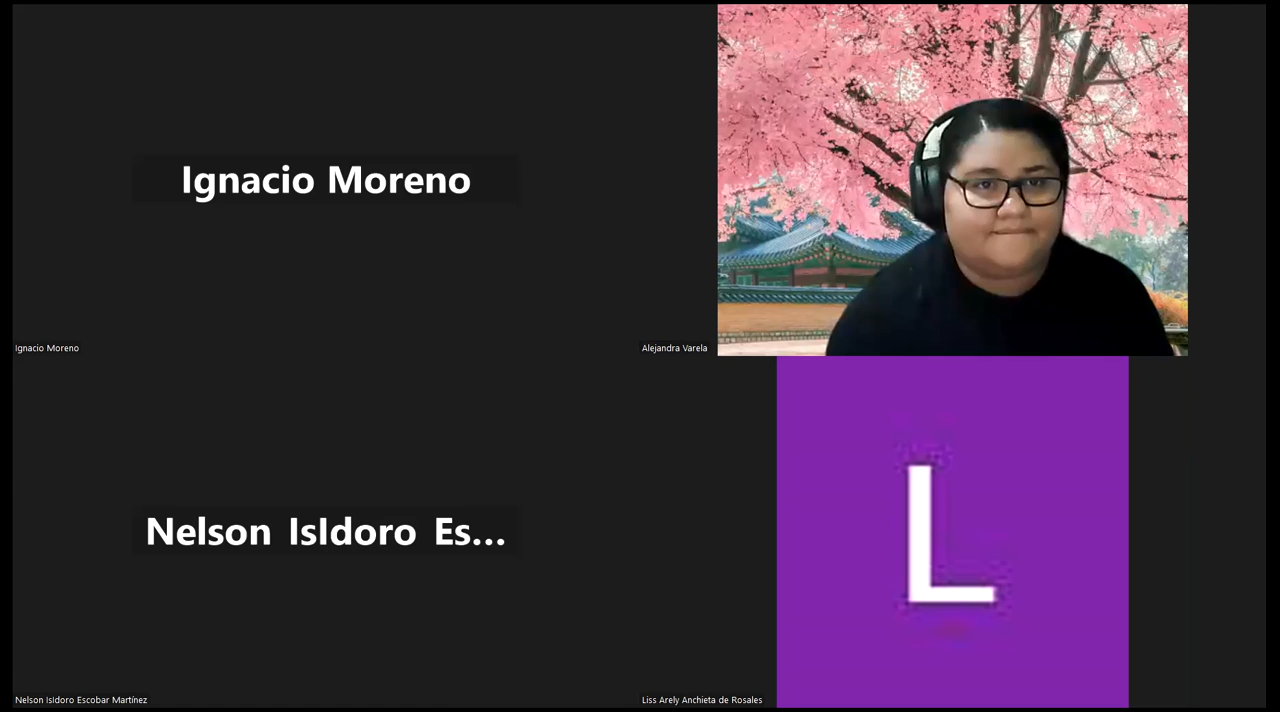 Ignacio Moreno
Ignacio Moreno
Alejandra Varela
Nelson IsIdoro Es...
L
Nelson IsIdoro Escobar Martínez
Liss Arely Anchieta de Rosales